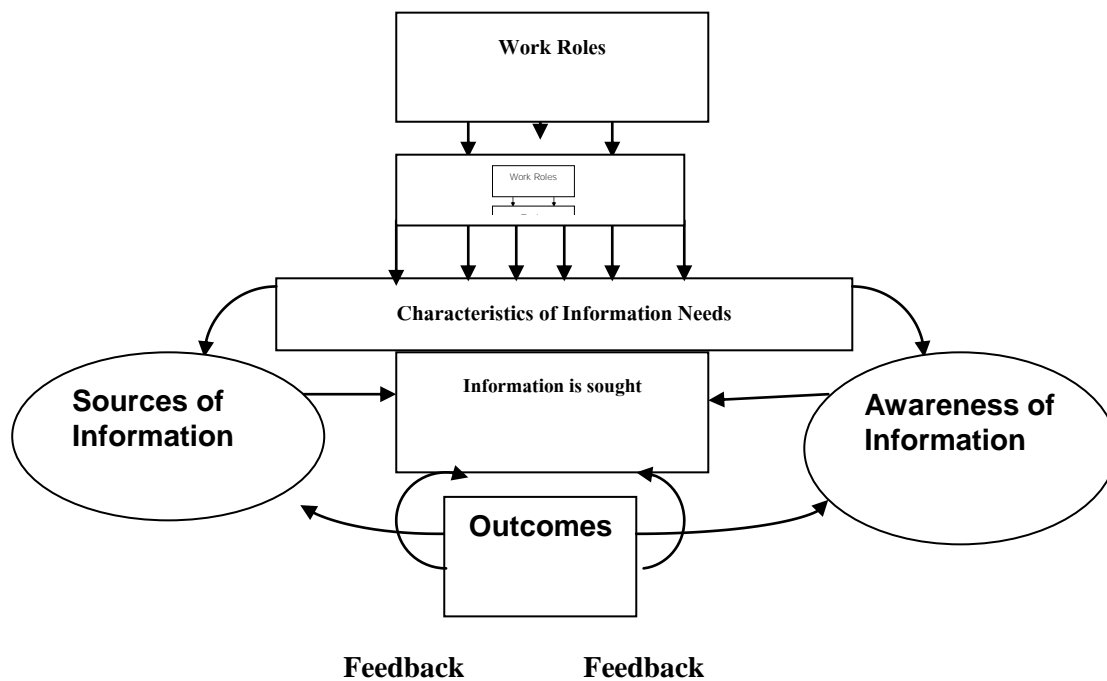 Work Roles
Work Roles
Characteristics of Information Needs
Information is sought
Sources of
Information
Awareness of
Information
Outcomes
Feedback Feedback